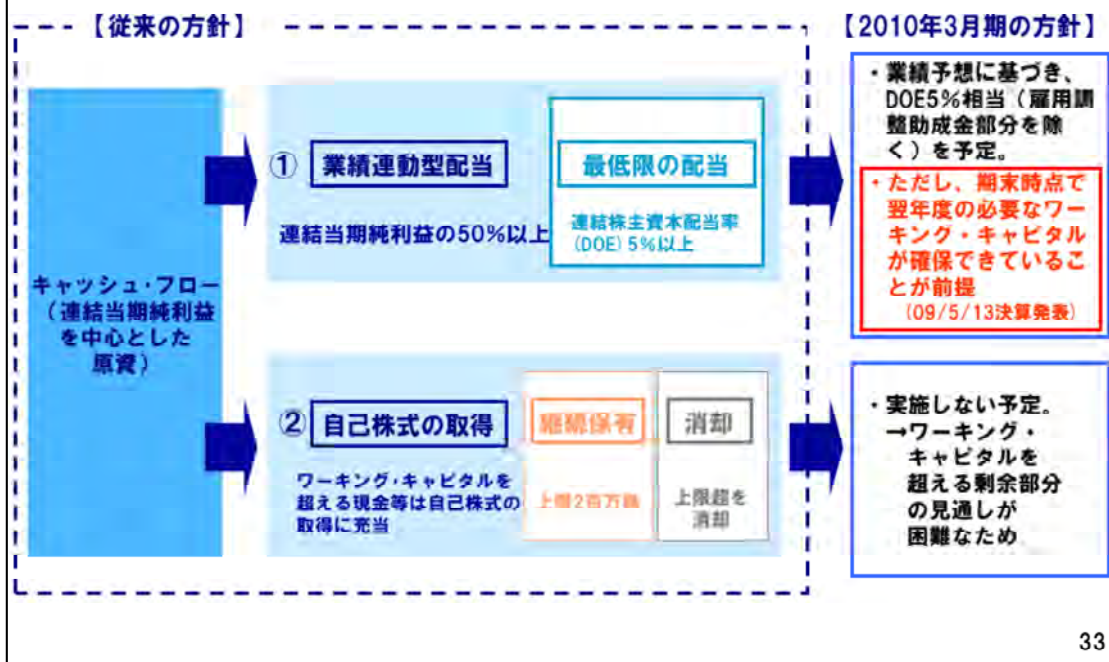 【従来の方針】
【2010年3月期の方針】
キャッシュ・フロー
(連結当期純利益
を中心とした
原資)
① 業績連動型配当
連結当期純利益の50%以上
最低限の配当
連結株主資本配当率
(DOE) 5%以上
・業績予想に基づき、
DOE5%相当(雇用調
整助成金部分を除
く)を予定。
・ただし、期末時点で
翌年度の必要なワー
キング・キャピタル
が確保できているこ
とが前提
(09/5/13決算発表)
② 自己株式の取得
ワーキング・キャピタルを
超える現金等は自己株式の
取得に充当
継続保有
上限2百万株
消却
上限超を
消却
・実施しない予定。
→ワーキング・
キャピタルを
超える剰余部分
の見通しが
困難なため
33